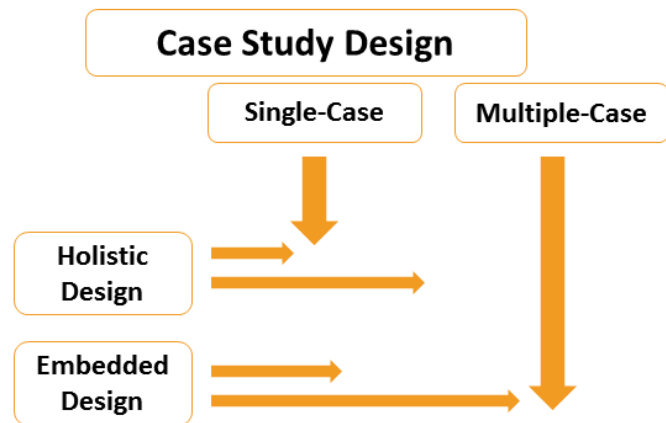 Case Study Design
Single-Case
Multiple-Case
Holistic
Design
Embedded
Design